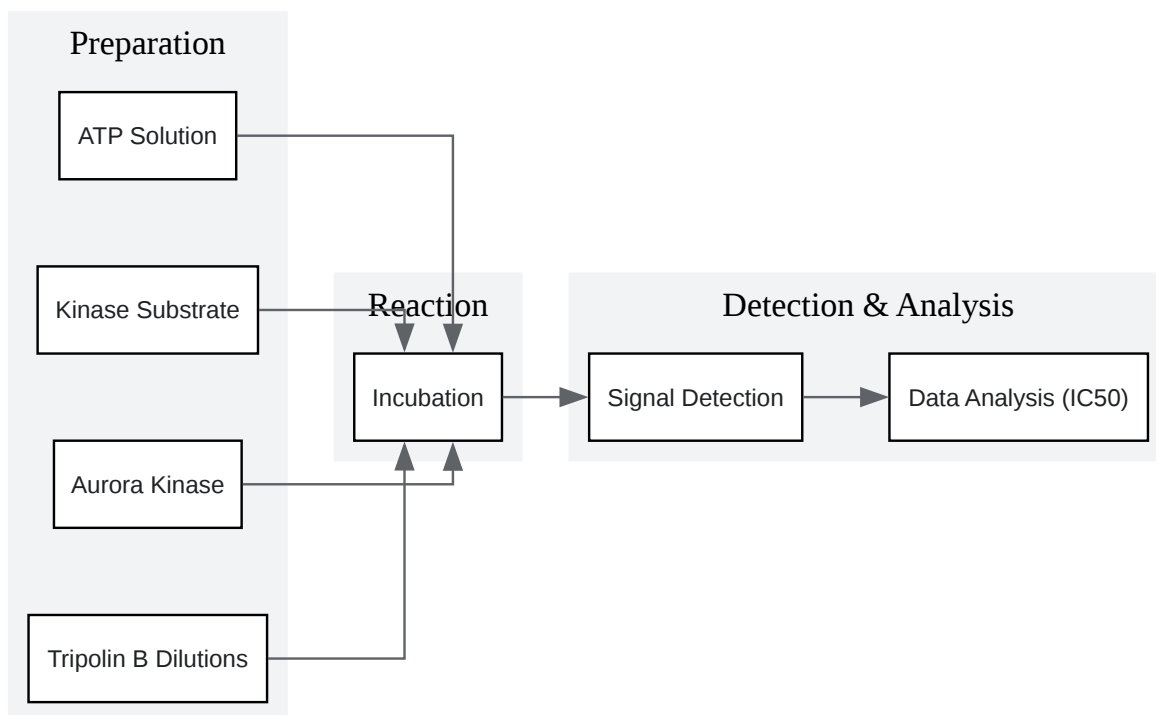 Preparation
ATP Solution
Kinase Substrate
Aurora Kinase
Tripolin B Dilutions
Reaction
Incubation
Detection & Analysis
Signal Detection
Data Analysis (IC50)